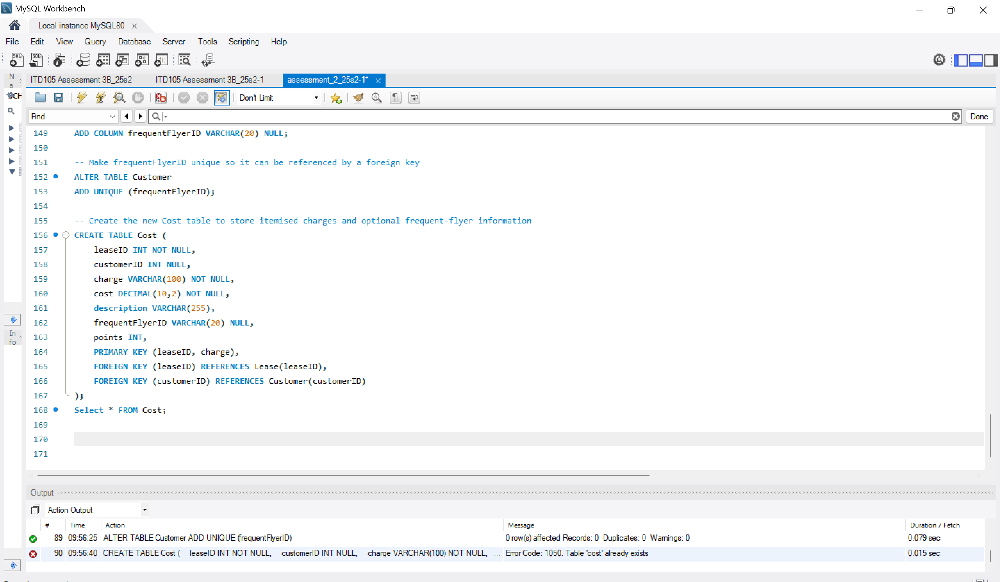 MySQL Workbench
Local instance MySQL80
File Edit View Query Database Server Tools Scripting Help
N
a
ITD105 Assessment 3B_25s2 ITD105 Assessment 3B_25s2-1 assessment_2_25s2-1*
Don't Limit
Find Done
149 ADD COLUMN frequentFlyerID VARCHAR(20) NULL;
150
151 -- Make frequentFlyerID unique so it can be referenced by a foreign key
152 ALTER TABLE Customer
153 ADD UNIQUE (frequentFlyerID);
154
155 -- Create the new Cost table to store itemised charges and optional frequent-flyer information
156 CREATE TABLE Cost (
157 leaseID INT NOT NULL,
158 customerID INT NULL,
159 charge VARCHAR(100) NOT NULL,
160 cost DECIMAL(10,2) NOT NULL,
161 description VARCHAR(255),
162 frequentFlyerID VARCHAR(20) NULL,
163 points INT,
164 PRIMARY KEY (leaseID, charge),
165 FOREIGN KEY (leaseID) REFERENCES Lease(leaseID),
166 FOREIGN KEY (customerID) REFERENCES Customer(customerID)
167 );
168 Select * FROM Cost;
169
170
171
In
fo
Output
Action Output
# Time Action Message Duration / Fetch
89 09:56:25 ALTER TABLE Customer ADD UNIQUE (frequentFlyerID) 0 row(s) affected Records: 0 Duplicates: 0 Warnings: 0 0.079 sec
90 09:56:40 CREATE TABLE Cost ( leaseID INT NOT NULL, customerID INT NULL, charge VARCHAR(100) NOT NULL, ... Error Code: 1050. Table 'cost' already exists 0.015 sec